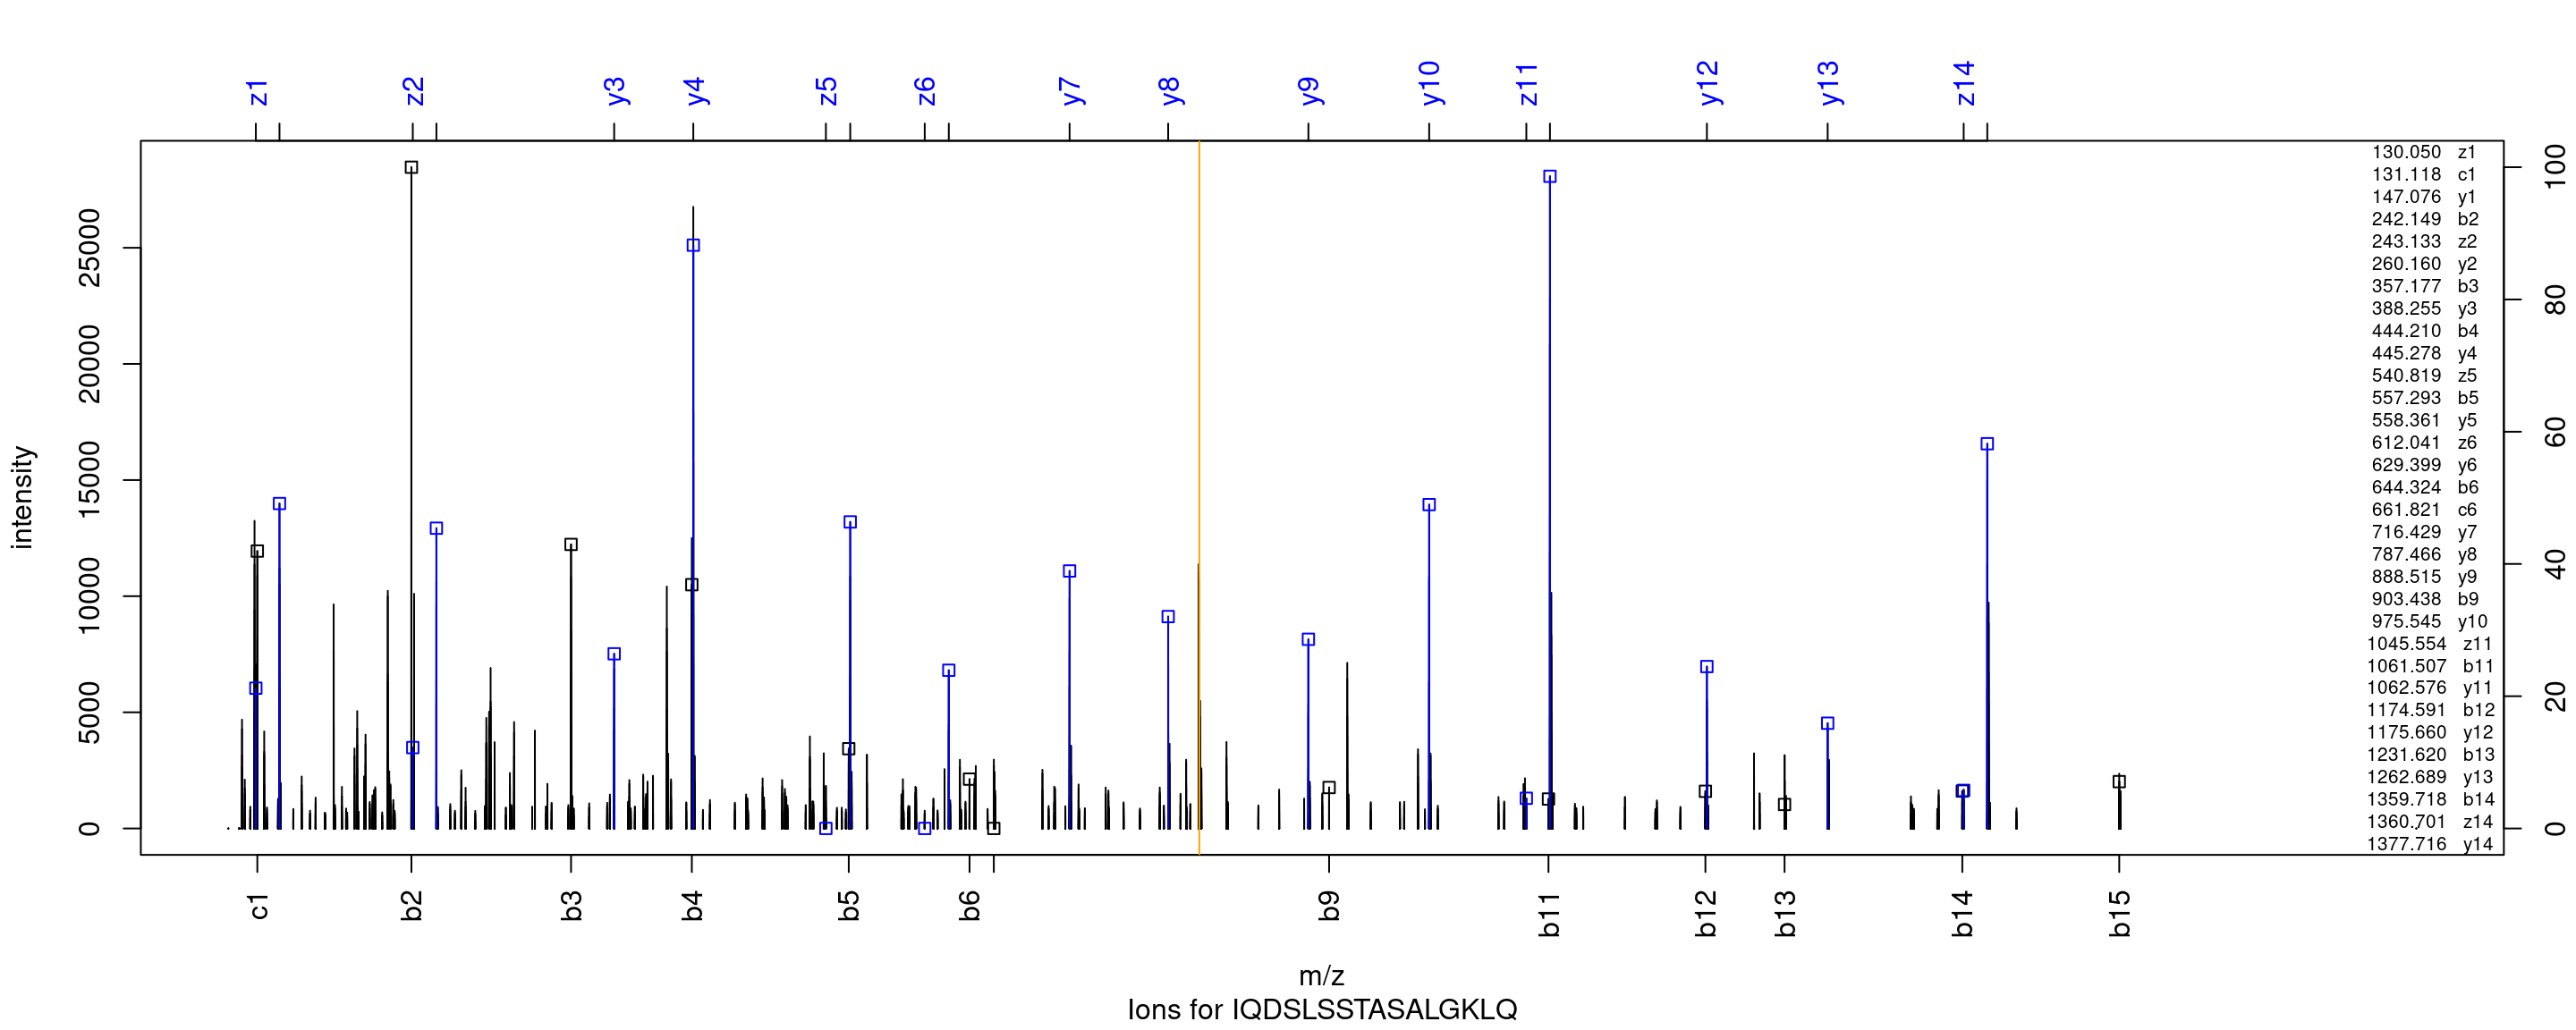 z1 z2 y3 y4 z5 z6 y7 y8 y9 y10 z11 y12 y13 z14
intensity
0 5000 10000 15000 20000 25000
0 20 40 60 80 100
130.050 z1
131.118 c1
147.076 y1
242.149 b2
243.133 z2
260.160 y2
357.177 b3
388.255 y3
444.210 b4
445.278 y4
540.819 z5
557.293 b5
558.361 y5
612.041 z6
629.399 y6
644.324 b6
661.821 c6
716.429 y7
787.466 y8
888.515 y9
903.438 b9
975.545 y10
1045.554 z11
1061.507 b11
1062.576 y11
1174.591 b12
1175.660 y12
1231.620 b13
1262.689 y13
1359.718 b14
1360.701 z14
1377.716 y14
c1 b2 b3 b4 b5 b6 b9 b11 b12 b13 b14 b15
m/z
Ions for IQDSLSSTASALGKLQ